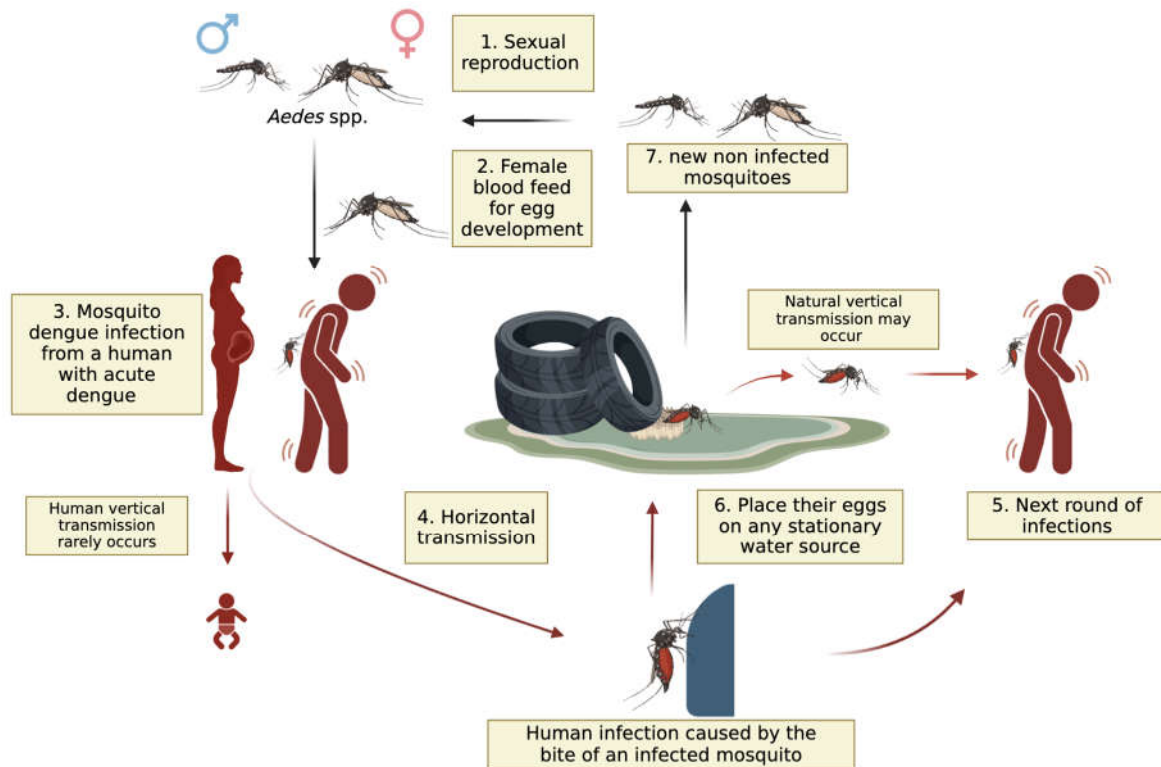 1. Sexual
reproduction
Aedes spp.
2. Female
blood feed
for egg
development
7. new non infected
mosquitoes
3. Mosquito
dengue infection
from a human
with acute
dengue
Natural vertical
transmission may
occur
Human vertical
transmission
rarely occurs
4. Horizontal
transmission
6. Place their eggs
on any stationary
water source
5. Next round of
infections
Human infection caused by the
bite of an infected mosquito